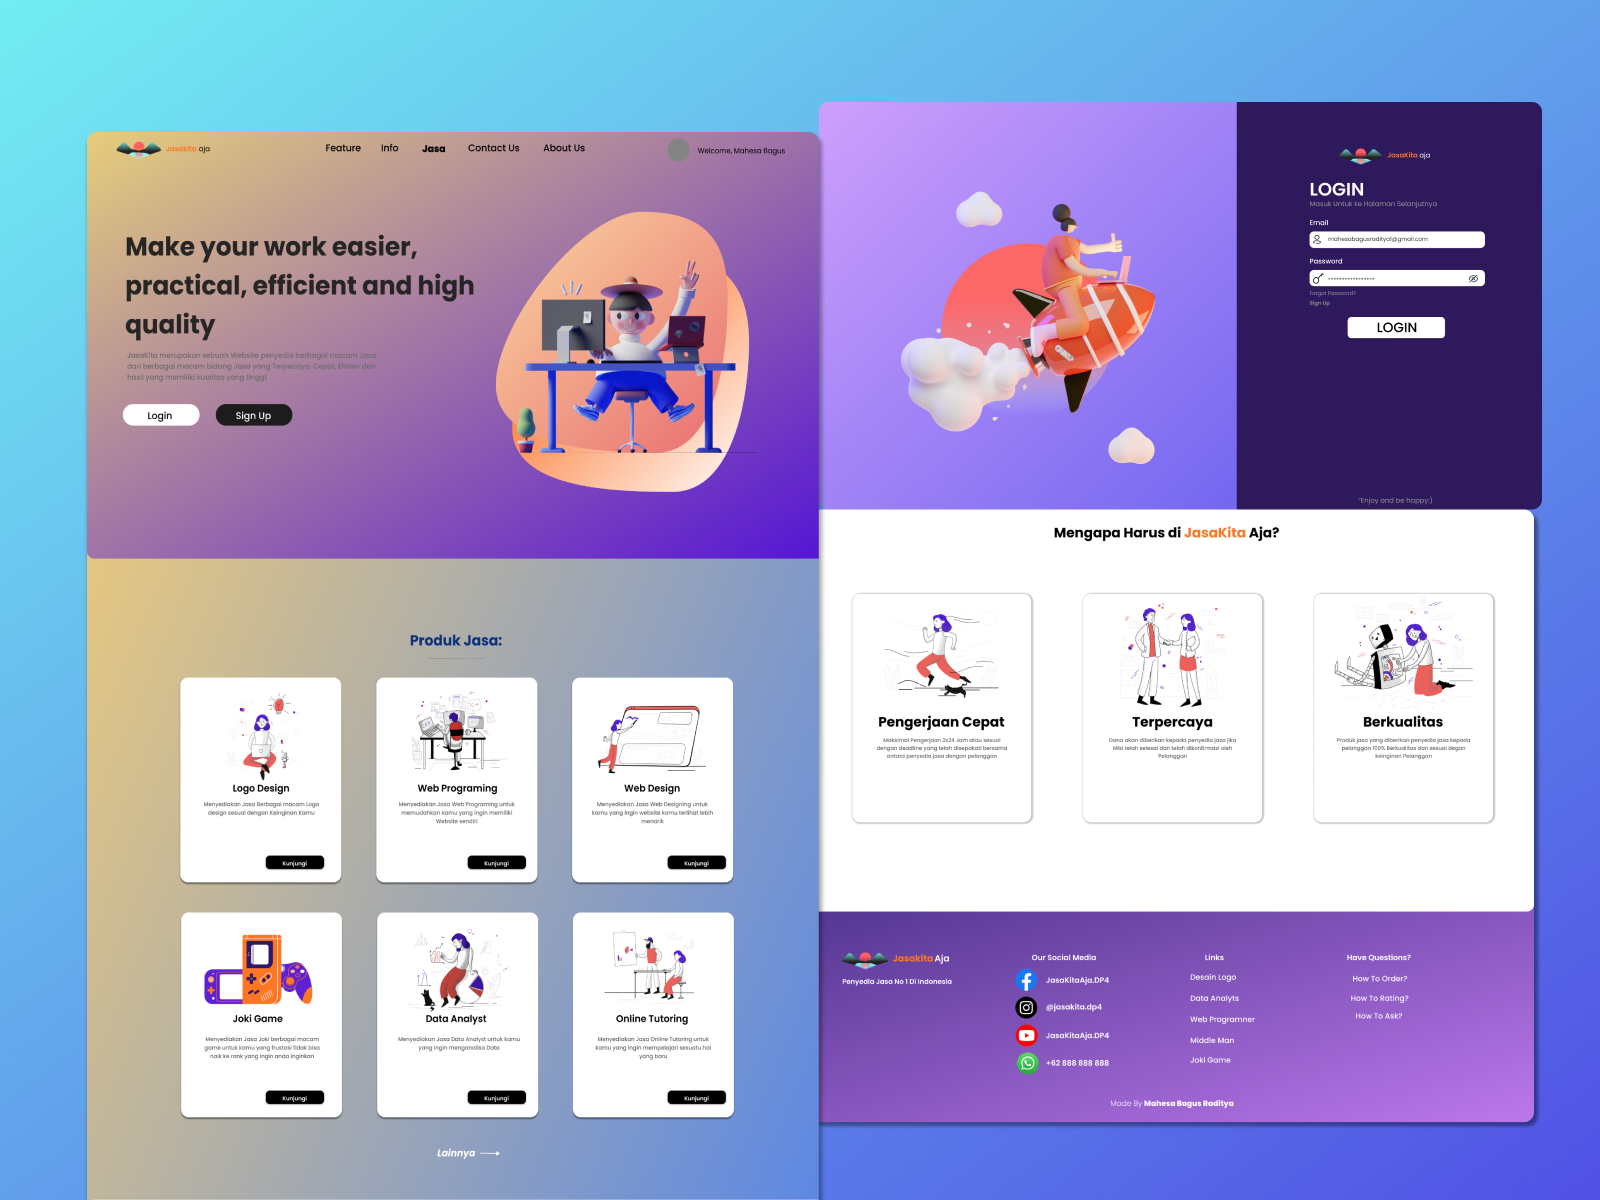 JasaKita aja
Feature
Info
Jasa
Contact Us
About Us
Welcome, Mahesa Bagus
Make your work easier,
practical, efficient and high
quality
JasaKita merupakan sebuah Website penyedia berbagai macam Jasa
dari berbagai macam bidang Jasa yang Terpecaya, Cepat, Efisien dan
hasil yang memiliki kualitas yang tinggi.
Login
Sign Up
Produk Jasa:
Logo Design
Menyediakan Jasa Berbagai macam Logo
design sesuai dengan Keinginan Kamu
Kunjungi
Web Programing
Menyediakan Jasa Web Programing untuk
memudahkan kamu yang ingin memiliki
Website sendiri
Kunjungi
Web Design
Menyediakan Jasa Web Designing untuk
kamu yang ingin website kamu terlihat lebih
menarik
Kunjungi
Joki Game
Menyediakan Jasa Joki berbagai macam
game untuk kamu yang frustasi tidak bisa
naik ke rank yang ingin anda inginkan
Kunjungi
Data Analyst
Menyediakan Jasa Data Analyst untuk kamu
yang ingin menganalisa Data
Kunjungi
Online Tutoring
Menyediakan Jasa Online Tutoring untuk
kamu yang ingin mempelajari sesuatu hal
yang baru
Kunjungi
Lainnya
JasaKita aja
LOGIN
Masuk Untuk ke Halaman Selanjutnya
Email
mahesabagusraditya1@gmail.com
Password
*****************
Forgot Password?
Sign Up
LOGIN
"Enjoy and be happy:)
Mengapa Harus di JasaKita Aja?
Pengerjaan Cepat
Maksimal Pengerjaan 2x24 Jam atau sesuai
dengan deadline yang telah disepakati bersama
antara penyedia jasa dengan pelanggan
Terpercaya
Dana akan diberikan kepada penyedia jasa jika
Misi telah selesai dan telah dikonfirmasi oleh
Pelanggan
Berkualitas
Produk jasa yang diberikan penyedia jasa kepada
pelanggan 100% Berkualitas dan sesuai degan
keinginan Pelanggan
Jasakita Aja
Penyedia Jasa No 1 Di Indonesia
Our Social Media
JasaKitaAja.DP4
@jasakita.dp4
JasaKitaAja.DP4
+62 888 888 888
Links
Desain Logo
Data Analyts
Web Programner
Middle Man
Joki Game
Have Questions?
How To Order?
How To Rating?
How To Ask?
Made By Mahesa Bagus Raditya